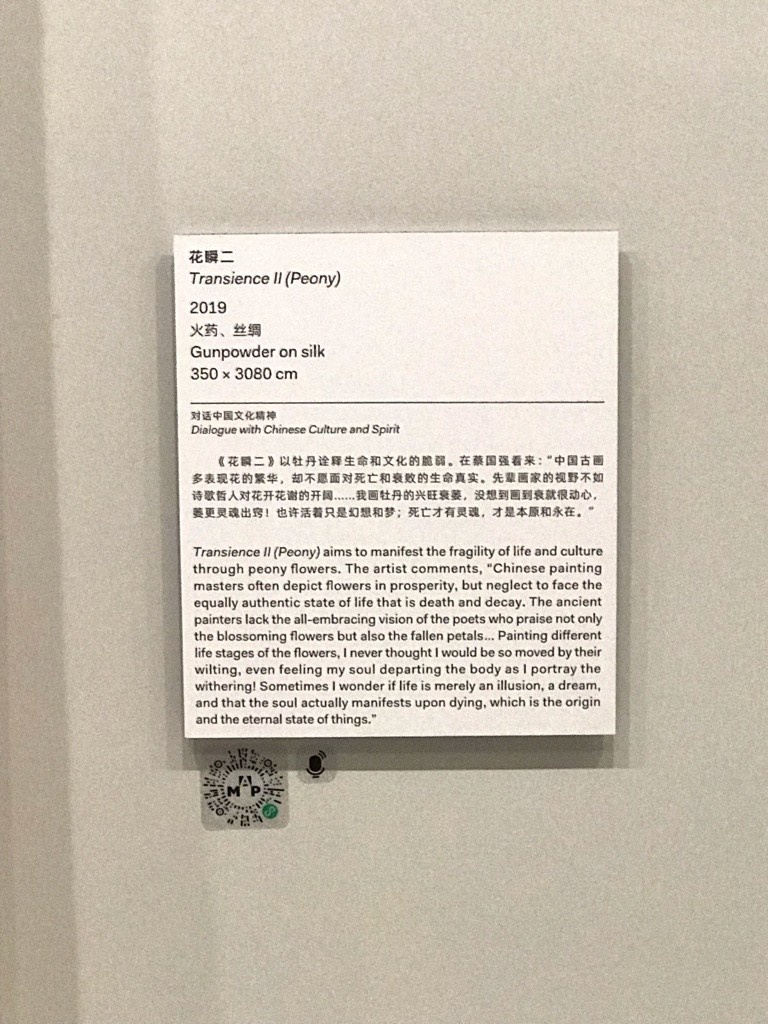 花瞬二
Transience II (Peony)
2019
火药、丝绸
Gunpowder on silk
350 × 3080 cm
对话中国文化精神
Dialogue with Chinese Culture and Spirit
《花瞬二》以牡丹诠释生命和文化的脆弱。在蔡国强看来：“中国古画
多表现花的繁华，却不愿面对死亡和衰败的生命真实。先辈画家的视野不如
诗歌哲人对花开花谢的开阔……我画牡丹的兴旺衰萎，没想到画到衰就很动心，
萎更灵魂出窍！也许活着只是幻想和梦；死亡才有灵魂，才是本原和永在。”
Transience II (Peony) aims to manifest the fragility of life and culture
through peony flowers. The artist comments, “Chinese painting
masters often depict flowers in prosperity, but neglect to face the
equally authentic state of life that is death and decay. The ancient
painters lack the all-embracing vision of the poets who praise not only
the blossoming flowers but also the fallen petals... Painting different
life stages of the flowers, I never thought I would be so moved by their
wilting, even feeling my soul departing the body as I portray the
withering! Sometimes I wonder if life is merely an illusion, a dream,
and that the soul actually manifests upon dying, which is the origin
and the eternal state of things.”
MAP